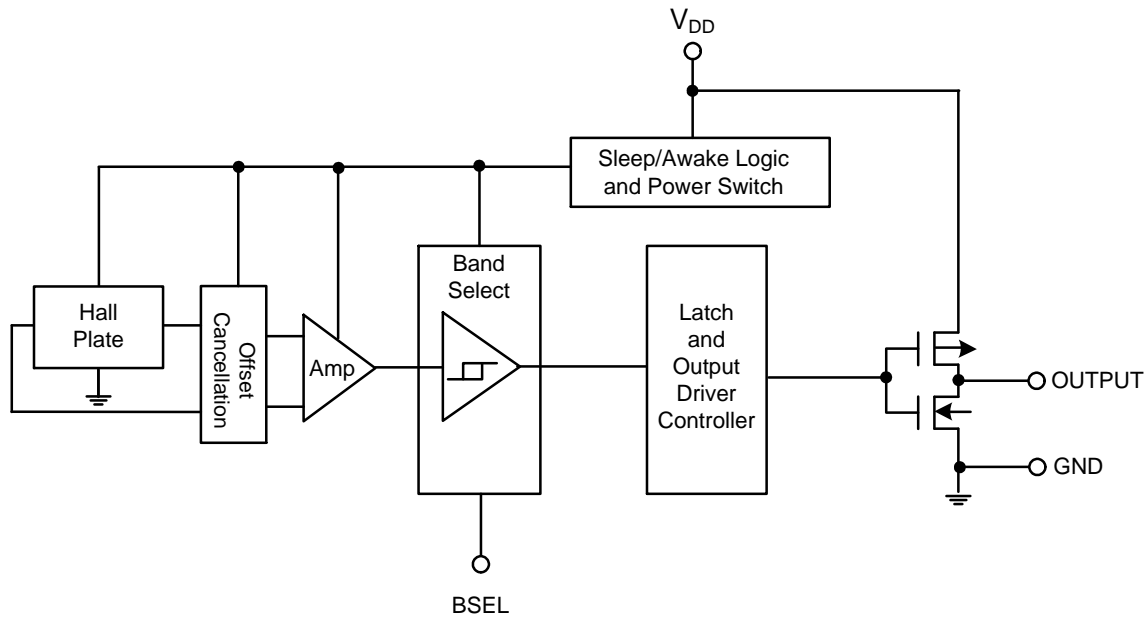 VDD
Sleep/Awake Logic
and Power Switch
Hall
Plate
Offset
Cancellation
Amp
Band
Select
Latch
and
Output
Driver
Controller
OUTPUT
GND
BSEL